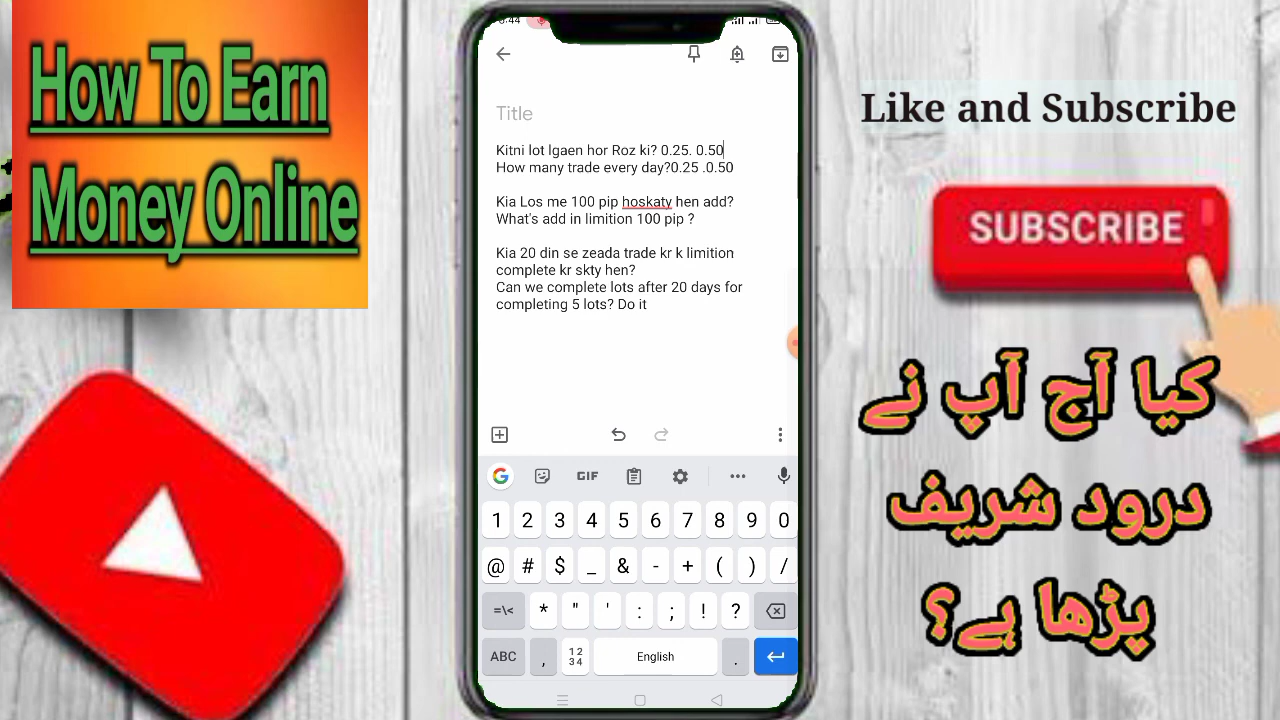 How To Earn
Money Online
Like and Subscribe
SUBSCRIBE
کیا آج آپ نے
درود شریف
پڑھا ہے؟
Title
Kitni lot lgaen hor Roz ki? 0.25. 0.50
How many trade every day?0.25 .0.50
Kia Los me 100 pip hoskaty hen add?
What's add in limition 100 pip ?
Kia 20 din se zeada trade kr k limition
complete kr skty hen?
Can we complete lots after 20 days for
completing 5 lots? Do it
GIF
1 2 3 4 5 6 7 8 9 0
@ # $ _ & - + ( ) /
=\< * " ' : ; ! ?
ABC , 12 34 English .